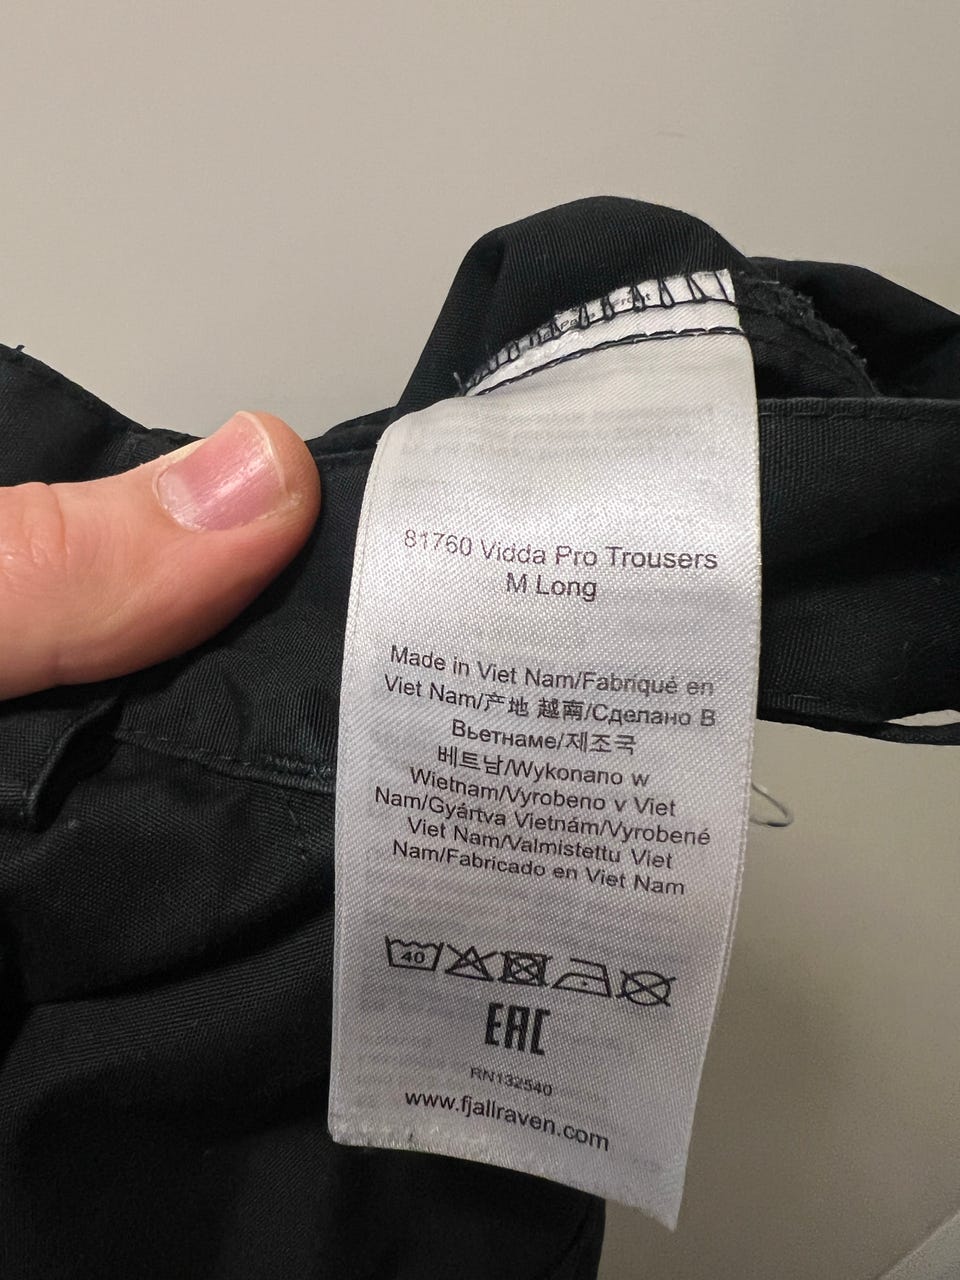 81760 Vidda Pro Trousers
M Long
Made in Viet Nam/Fabriqué en
Viet Nam/产地 越南/Сделано В
Вьетнаме/제조국
베트남/Wykonano w
Wietnam/Vyrobeno v Viet
Nam/Gyártva Vietnám/Vyrobené
Viet Nam/Valmistettu Viet
Nam/Fabricado en Viet Nam
40
EAC
RN132540
www.fjallraven.com